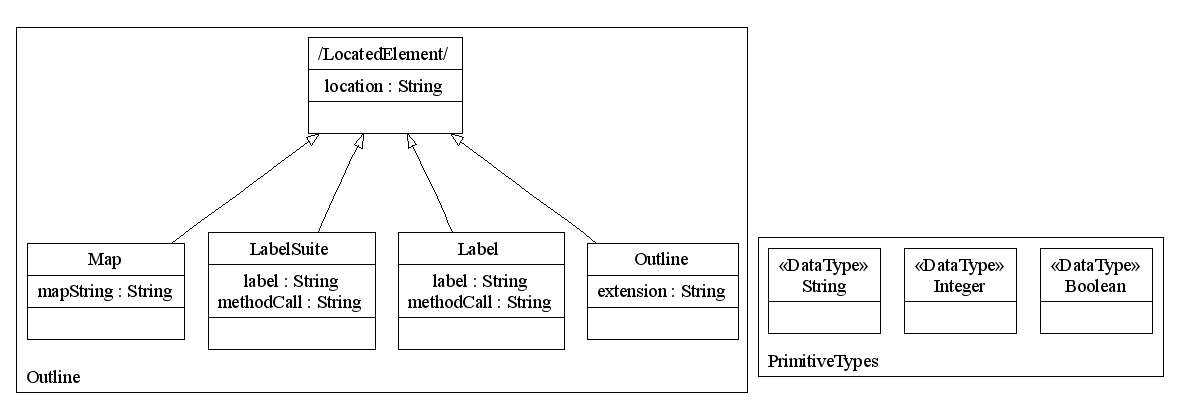 /LocatedElement/
location : String
Map
mapString : String
LabelSuite
label : String
methodCall : String
Label
label : String
methodCall : String
Outline
extension : String
Outline
«DataType»
String
«DataType»
Integer
«DataType»
Boolean
PrimitiveTypes